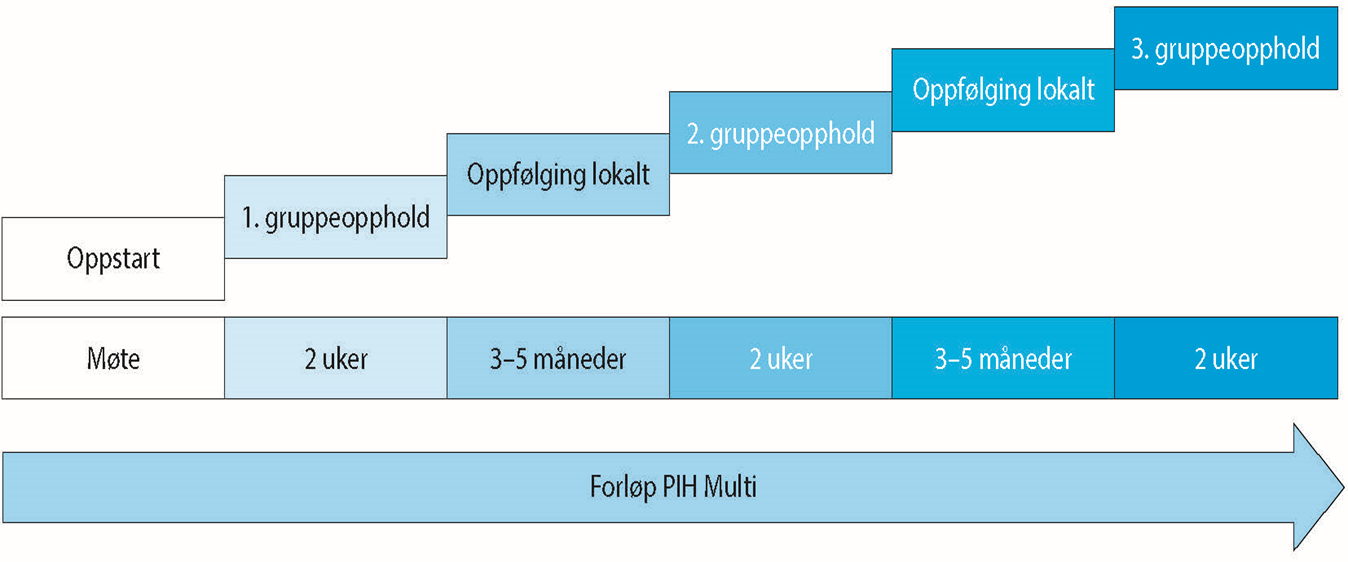 Oppstart
1. gruppeopphold
Oppfølging lokalt
2. gruppeopphold
Oppfølging lokalt
3. gruppeopphold
Møte
2 uker
3–5 måneder
2 uker
3–5 måneder
2 uker
Forløp PIH Multi